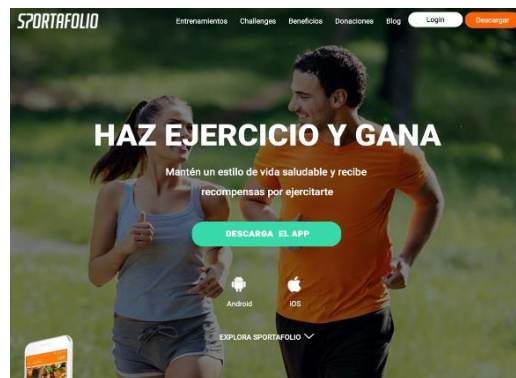 SPORTAFOLIO
Entrenamientos Challenges Beneficios Donaciones Blog Login Descargar
HAZ EJERCICIO Y GANA
Mantén un estilo de vida saludable y recibe
recompensas por ejercitarte
DESCARGA EL APP
Android iOS
EXPLORA SPORTAFOLIO